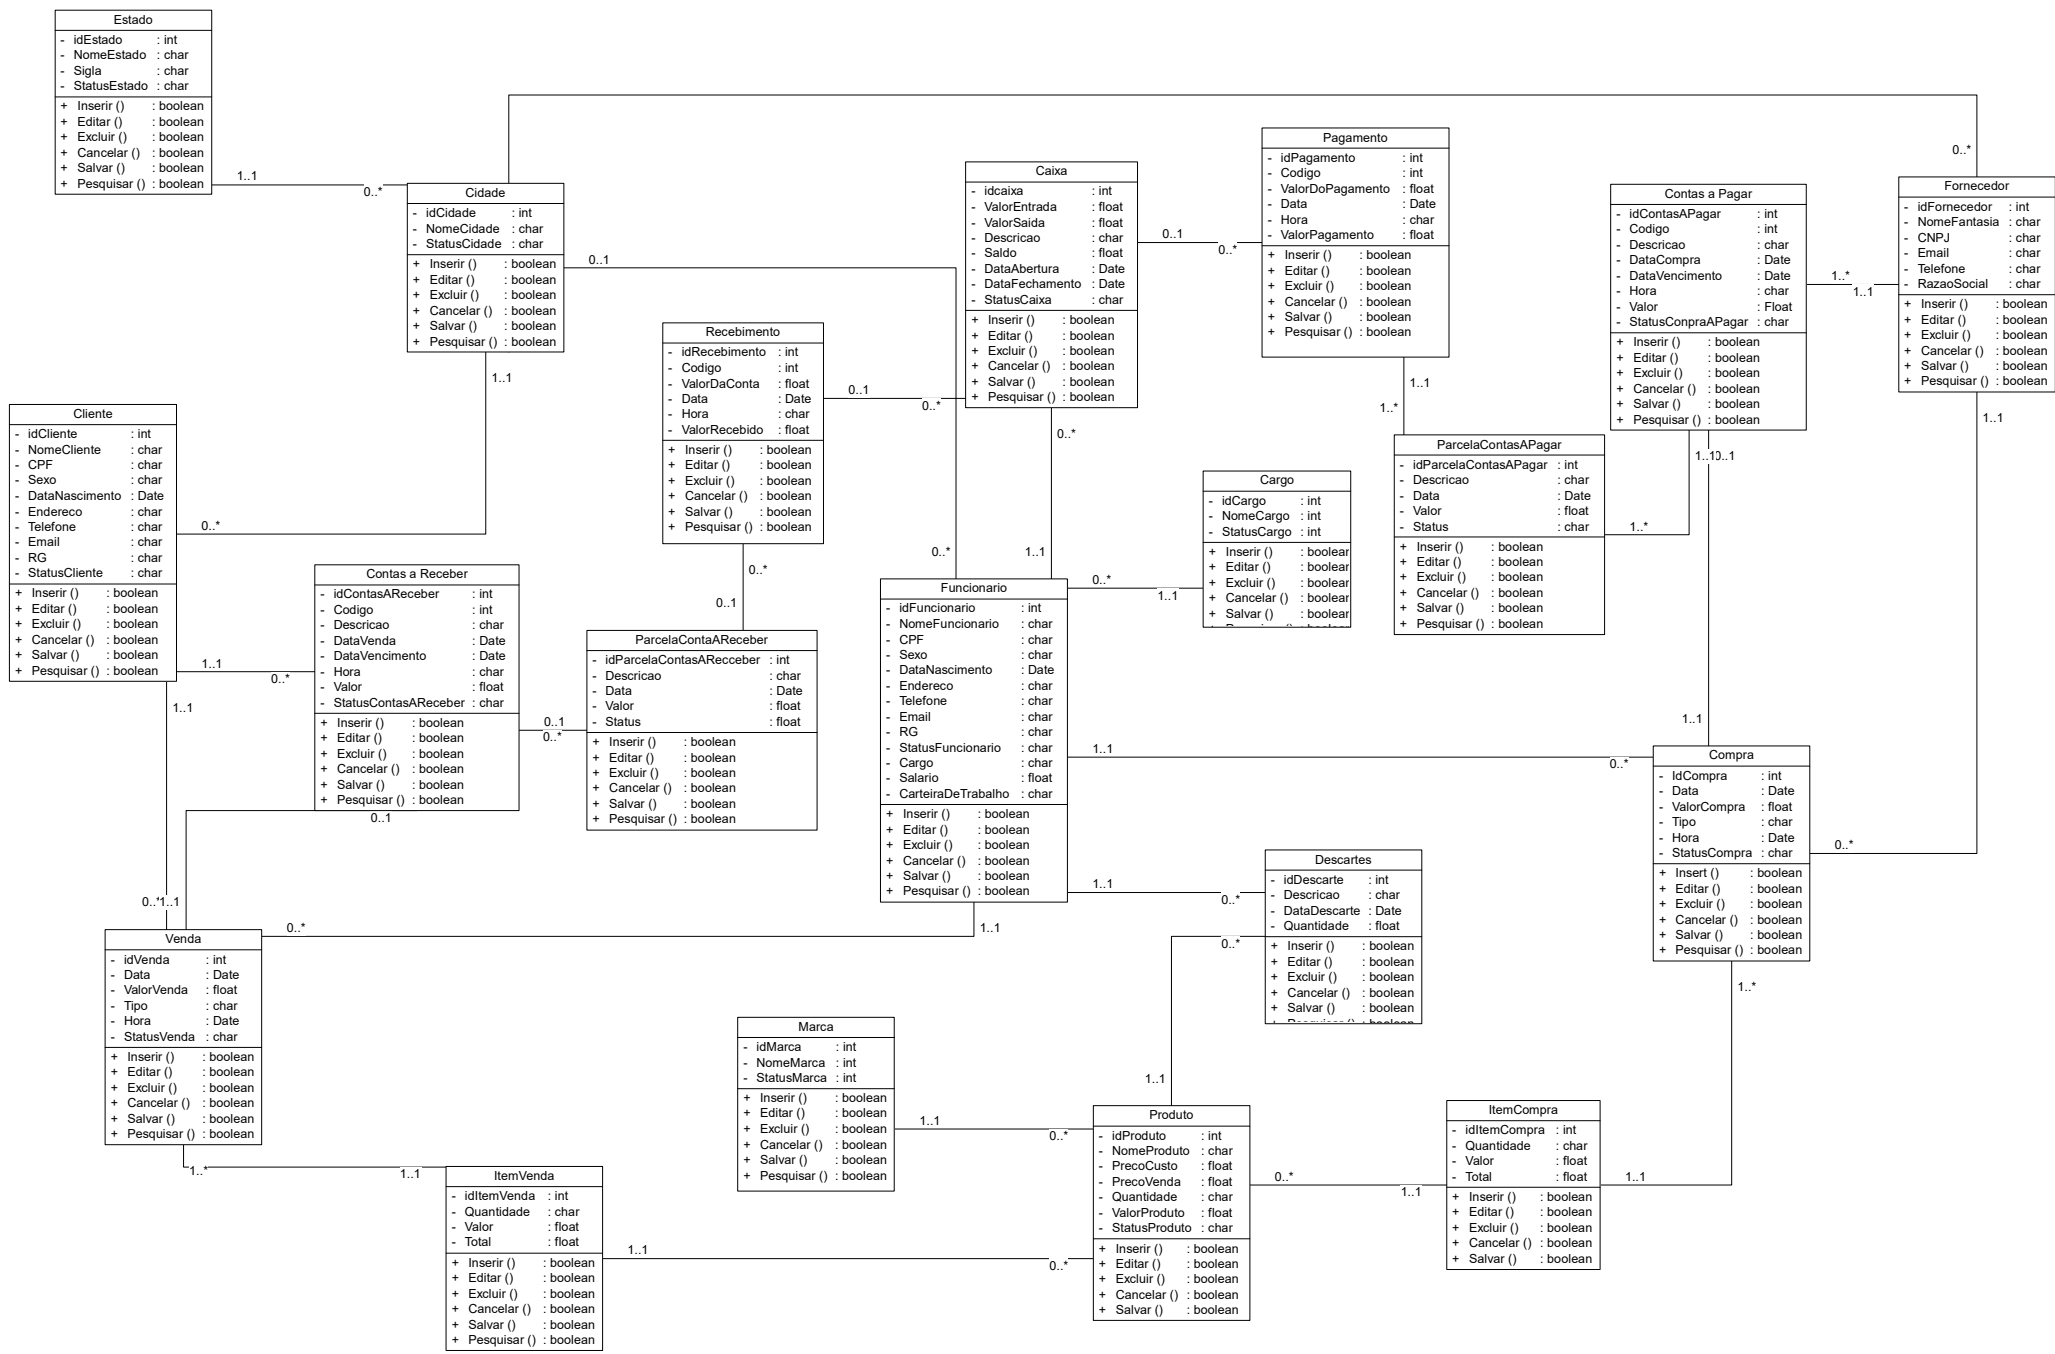 Estado
- idEstado : int
- NomeEstado : char
- Sigla : char
- StatusEstado : char
+ Inserir () : boolean
+ Editar () : boolean
+ Excluir () : boolean
+ Cancelar () : boolean
+ Salvar () : boolean
+ Pesquisar () : boolean
1..1
0..*
Cidade
- idCidade : int
- NomeCidade : char
- StatusCidade : char
+ Inserir () : boolean
+ Editar () : boolean
+ Excluir () : boolean
+ Cancelar () : boolean
+ Salvar () : boolean
+ Pesquisar () : boolean
0..1
1..1
Caixa
- idcaixa : int
- ValorEntrada : float
- ValorSaida : float
- Descricao : char
- Saldo : float
- DataAbertura : Date
- DataFechamento : Date
- StatusCaixa : char
+ Inserir () : boolean
+ Editar () : boolean
+ Excluir () : boolean
+ Cancelar () : boolean
+ Salvar () : boolean
+ Pesquisar () : boolean
0..1
0..*
Pagamento
- idPagamento : int
- Codigo : int
- ValorDoPagamento : float
- Data : Date
- Hora : char
- ValorPagamento : float
+ Inserir () : boolean
+ Editar () : boolean
+ Excluir () : boolean
+ Cancelar () : boolean
+ Salvar () : boolean
+ Pesquisar () : boolean
1..1
1..*
Contas a Pagar
- idContasAPagar : int
- Codigo : int
- Descricao : char
- DataCompra : Date
- DataVencimento : Date
- Hora : char
- Valor : Float
- StatusConpraAPagar : char
+ Inserir () : boolean
+ Editar () : boolean
+ Excluir () : boolean
+ Cancelar () : boolean
+ Salvar () : boolean
+ Pesquisar () : boolean
1..*
1..1
0..*
Fornecedor
- idFornecedor : int
- NomeFantasia : char
- CNPJ : char
- Email : char
- Telefone : char
- RazaoSocial : char
+ Inserir () : boolean
+ Editar () : boolean
+ Excluir () : boolean
+ Cancelar () : boolean
+ Salvar () : boolean
+ Pesquisar () : boolean
1..1
Recebimento
- idRecebimento : int
- Codigo : int
- ValorDaConta : float
- Data : Date
- Hora : char
- ValorRecebido : float
+ Inserir () : boolean
+ Editar () : boolean
+ Excluir () : boolean
+ Cancelar () : boolean
+ Salvar () : boolean
+ Pesquisar () : boolean
0..1
0..*
0..*
0..1
Cliente
- idCliente : int
- NomeCliente : char
- CPF : char
- Sexo : char
- DataNascimento : Date
- Endereco : char
- Telefone : char
- Email : char
- RG : char
- StatusCliente : char
+ Inserir () : boolean
+ Editar () : boolean
+ Excluir () : boolean
+ Cancelar () : boolean
+ Salvar () : boolean
+ Pesquisar () : boolean
0..*
1..1
0..*
1..1
Contas a Receber
- idContasAReceber : int
- Codigo : int
- Descricao : char
- DataVenda : Date
- DataVencimento : Date
- Hora : char
- Valor : float
- StatusContasAReceber : char
+ Inserir () : boolean
+ Editar () : boolean
+ Excluir () : boolean
+ Cancelar () : boolean
+ Salvar () : boolean
+ Pesquisar () : boolean
0..1
0..1
0..*
ParcelaContaAReceber
- idParcelaContasARecceber : int
- Descricao : char
- Data : Date
- Valor : float
- Status : float
+ Inserir () : boolean
+ Editar () : boolean
+ Excluir () : boolean
+ Cancelar () : boolean
+ Salvar () : boolean
+ Pesquisar () : boolean
0..*
0..*
1..1
Funcionario
- idFuncionario : int
- NomeFuncionario : char
- CPF : char
- Sexo : char
- DataNascimento : Date
- Endereco : char
- Telefone : char
- Email : char
- RG : char
- StatusFuncionario : char
- Cargo : char
- Salario : float
- CarteiraDeTrabalho : char
+ Inserir () : boolean
+ Editar () : boolean
+ Excluir () : boolean
+ Cancelar () : boolean
+ Salvar () : boolean
+ Pesquisar () : boolean
0..*
1..1
Cargo
- idCargo : int
- NomeCargo : int
- StatusCargo : int
+ Inserir () : boolear
+ Editar () : boolear
+ Excluir () : boolear
+ Cancelar () : boolear
+ Salvar () : boolear
ParcelaContasAPagar
- idParcelaContasAPagar : int
- Descricao : char
- Data : Date
- Valor : float
- Status : char
+ Inserir () : boolean
+ Editar () : boolean
+ Excluir () : boolean
+ Cancelar () : boolean
+ Salvar () : boolean
+ Pesquisar () : boolean
1..*
1..1
0..1
1..1
1..1
0..*
Compra
- IdCompra : int
- Data : Date
- ValorCompra : float
- Tipo : char
- Hora : Date
- StatusCompra : char
+ Insert () : boolean
+ Editar () : boolean
+ Excluir () : boolean
+ Cancelar () : boolean
+ Salvar () : boolean
+ Pesquisar () : boolean
0..*
1..*
1..1
0..*
0..*
Descartes
- idDescarte : int
- Descricao : char
- DataDescarte : Date
- Quantidade : float
+ Inserir () : boolean
+ Editar () : boolean
+ Excluir () : boolean
+ Cancelar () : boolean
+ Salvar () : boolean
1..1
0..*
1..1
0..*
1..1
Venda
- idVenda : int
- Data : Date
- ValorVenda : float
- Tipo : char
- Hora : Date
- StatusVenda : char
+ Inserir () : boolean
+ Editar () : boolean
+ Excluir () : boolean
+ Cancelar () : boolean
+ Salvar () : boolean
+ Pesquisar () : boolean
1..*
1..1
Marca
- idMarca : int
- NomeMarca : int
- StatusMarca : int
+ Inserir () : boolean
+ Editar () : boolean
+ Excluir () : boolean
+ Cancelar () : boolean
+ Salvar () : boolean
+ Pesquisar () : boolean
1..1
0..*
Produto
- idProduto : int
- NomeProduto : char
- PrecoCusto : float
- PrecoVenda : float
- Quantidade : char
- ValorProduto : float
- StatusProduto : char
+ Inserir () : boolean
+ Editar () : boolean
+ Excluir () : boolean
+ Cancelar () : boolean
+ Salvar () : boolean
0..*
1..1
ItemCompra
- idItemCompra : int
- Quantidade : char
- Valor : float
- Total : float
+ Inserir () : boolean
+ Editar () : boolean
+ Excluir () : boolean
+ Cancelar () : boolean
+ Salvar () : boolean
1..1
ItemVenda
- idItemVenda : int
- Quantidade : char
- Valor : float
- Total : float
+ Inserir () : boolean
+ Editar () : boolean
+ Excluir () : boolean
+ Cancelar () : boolean
+ Salvar () : boolean
+ Pesquisar () : boolean
1..1
0..*